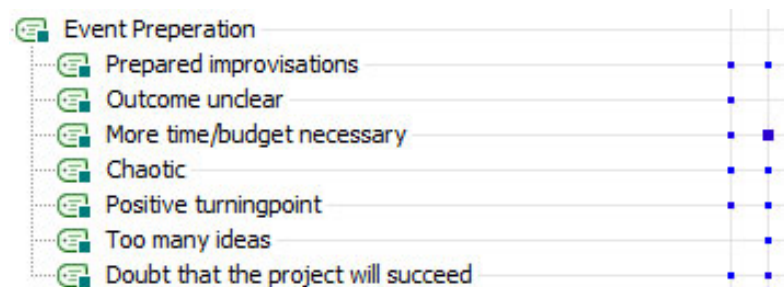 Event Preperation
Prepared improvisations
Outcome unclear
More time/budget necessary
Chaotic
Positive turningpoint
Too many ideas
Doubt that the project will succeed